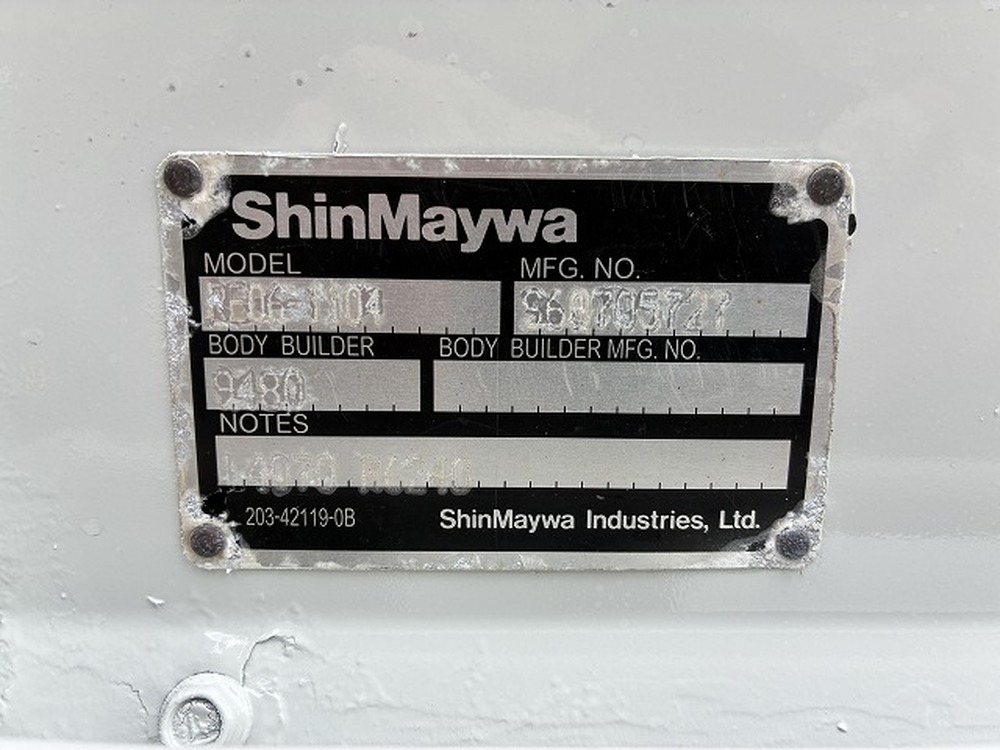 ShinMaywa
MODEL
MFG. NO.
BODY BUILDER
BODY BUILDER MFG. NO.
9480
NOTES
203-42119-0B
ShinMaywa Industries, Ltd.